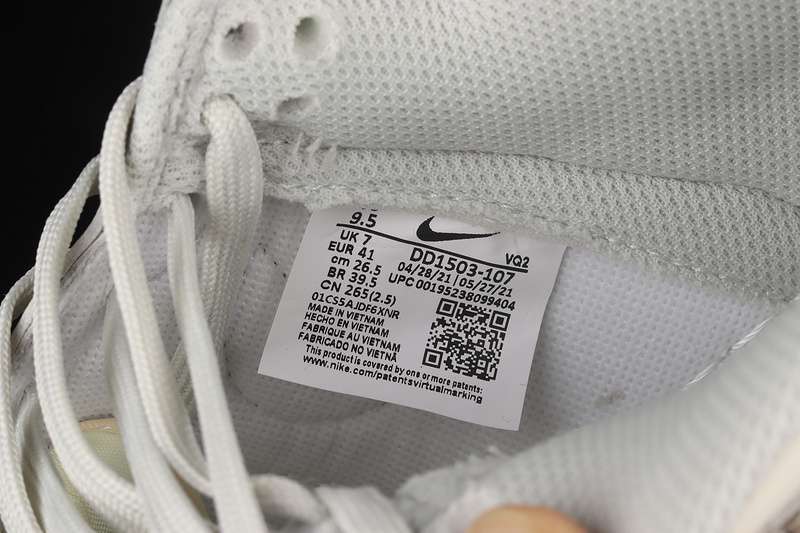 9.5
UK 7
EUR 41
cm 26.5
BR 39.5
CN 265(2.5)
01CS5AJDF6XNR
MADE IN VIETNAM
HECHO EN VIETNAM
FABRIQUE AU VIETNAM
FABRICADO NO VIETNÃ
VQ2
DD1503-107
04/28/21 | 05/27/21
UPC 00195238099404
This product is covered by one or more patents:
www.nike.com/patentsvirtualmarking